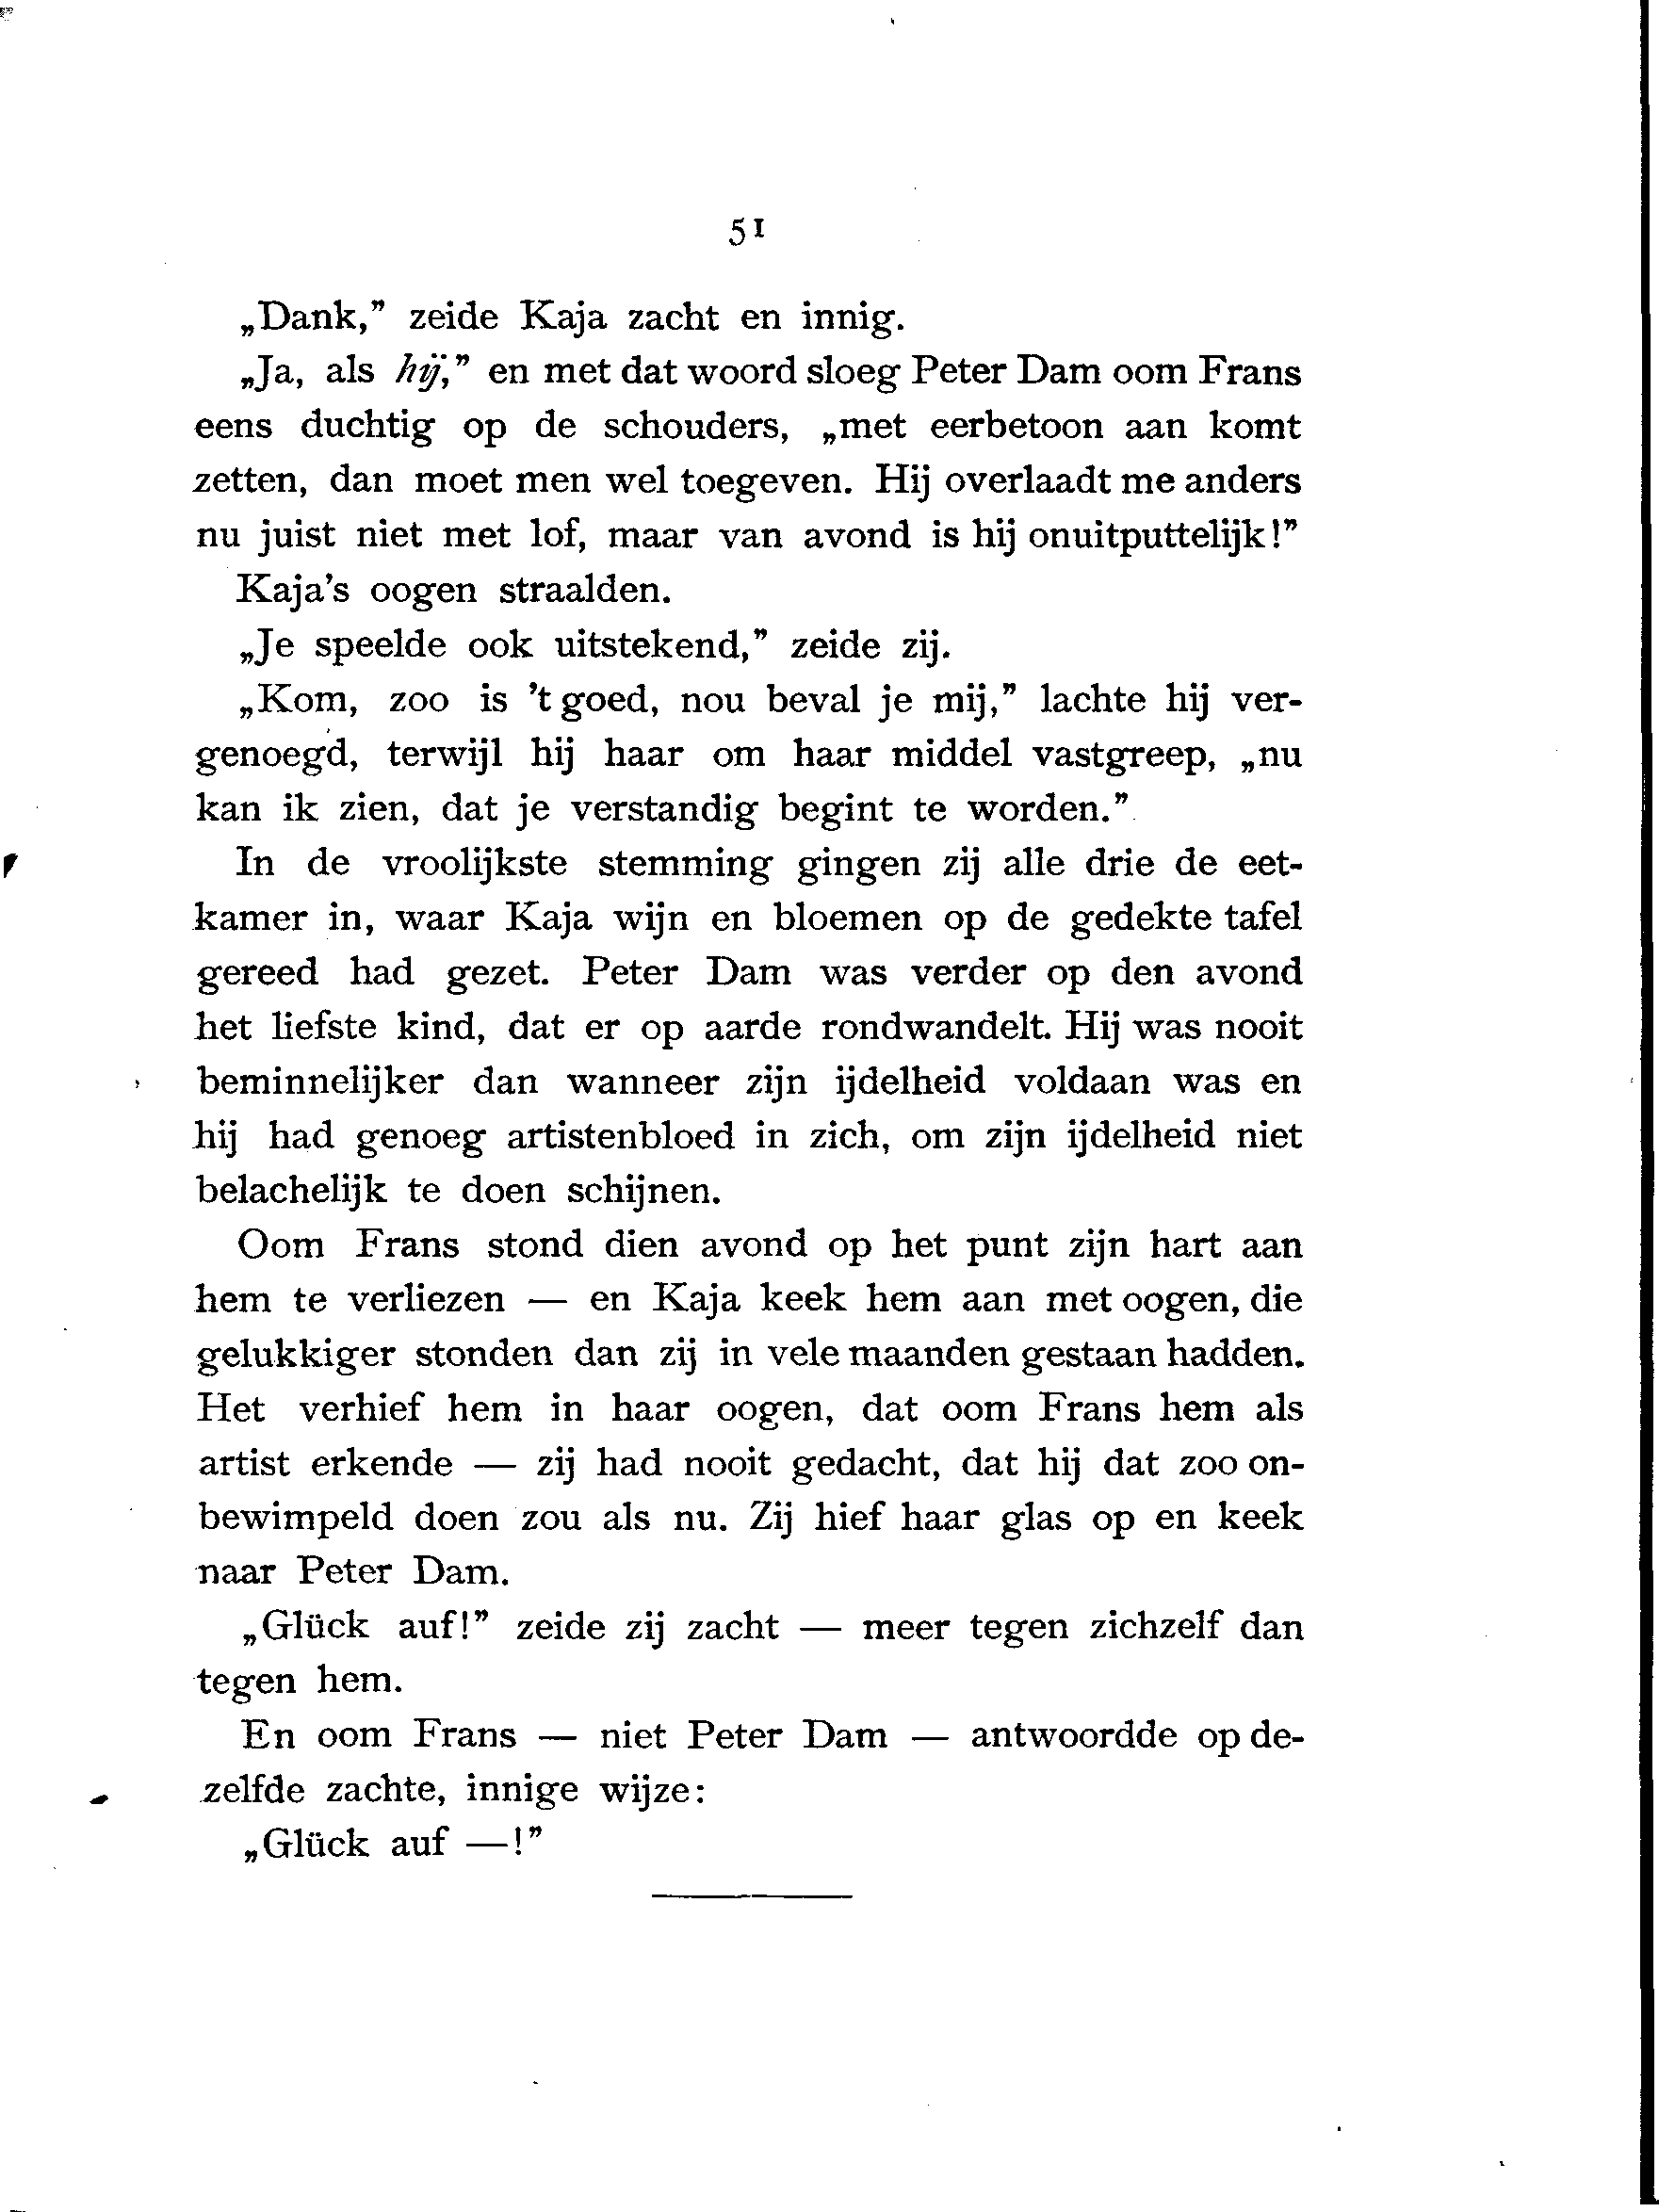 51
„Dank,” zeide Kaja zacht en innig.
„Ja, als hij,” en met dat woord sloeg Peter Dam oom Frans
eens duchtig op de schouders, „met eerbetoon aan komt
zetten, dan moet men wel toegeven. Hij overlaadt me anders
nu juist niet met lof, maar van avond is hij onuitputtelijk!”
Kaja's oogen straalden.
„Je speelde ook uitstekend,” zeide zij.
„Kom, zoo is 't goed, nou beval je mij,” lachte hij ver-
genoegd, terwijl hij haar om haar middel vastgreep, „nu
kan ik zien, dat je verstandig begint te worden.”
In de vroolijkste stemming gingen zij alle drie de eet-
kamer in, waar Kaja wijn en bloemen op de gedekte tafel
gereed had gezet. Peter Dam was verder op den avond
het liefste kind, dat er op aarde rondwandelt. Hij was nooit
beminnelijker dan wanneer zijn ijdelheid voldaan was en
hij had genoeg artistenbloed in zich, om zijn ijdelheid niet
belachelijk te doen schijnen.
Oom Frans stond dien avond op het punt zijn hart aan
hem te verliezen — en Kaja keek hem aan met oogen, die
gelukkiger stonden dan zij in vele maanden gestaan hadden.
Het verhief hem in haar oogen, dat oom Frans hem als
artist erkende — zij had nooit gedacht, dat hij dat zoo on-
bewimpeld doen zou als nu. Zij hief haar glas op en keek
naar Peter Dam.
„Glück auf!” zeide zij zacht — meer tegen zichzelf dan
tegen hem.
En oom Frans — niet Peter Dam — antwoordde op de-
zelfde zachte, innige wijze:
„Glück auf —!”